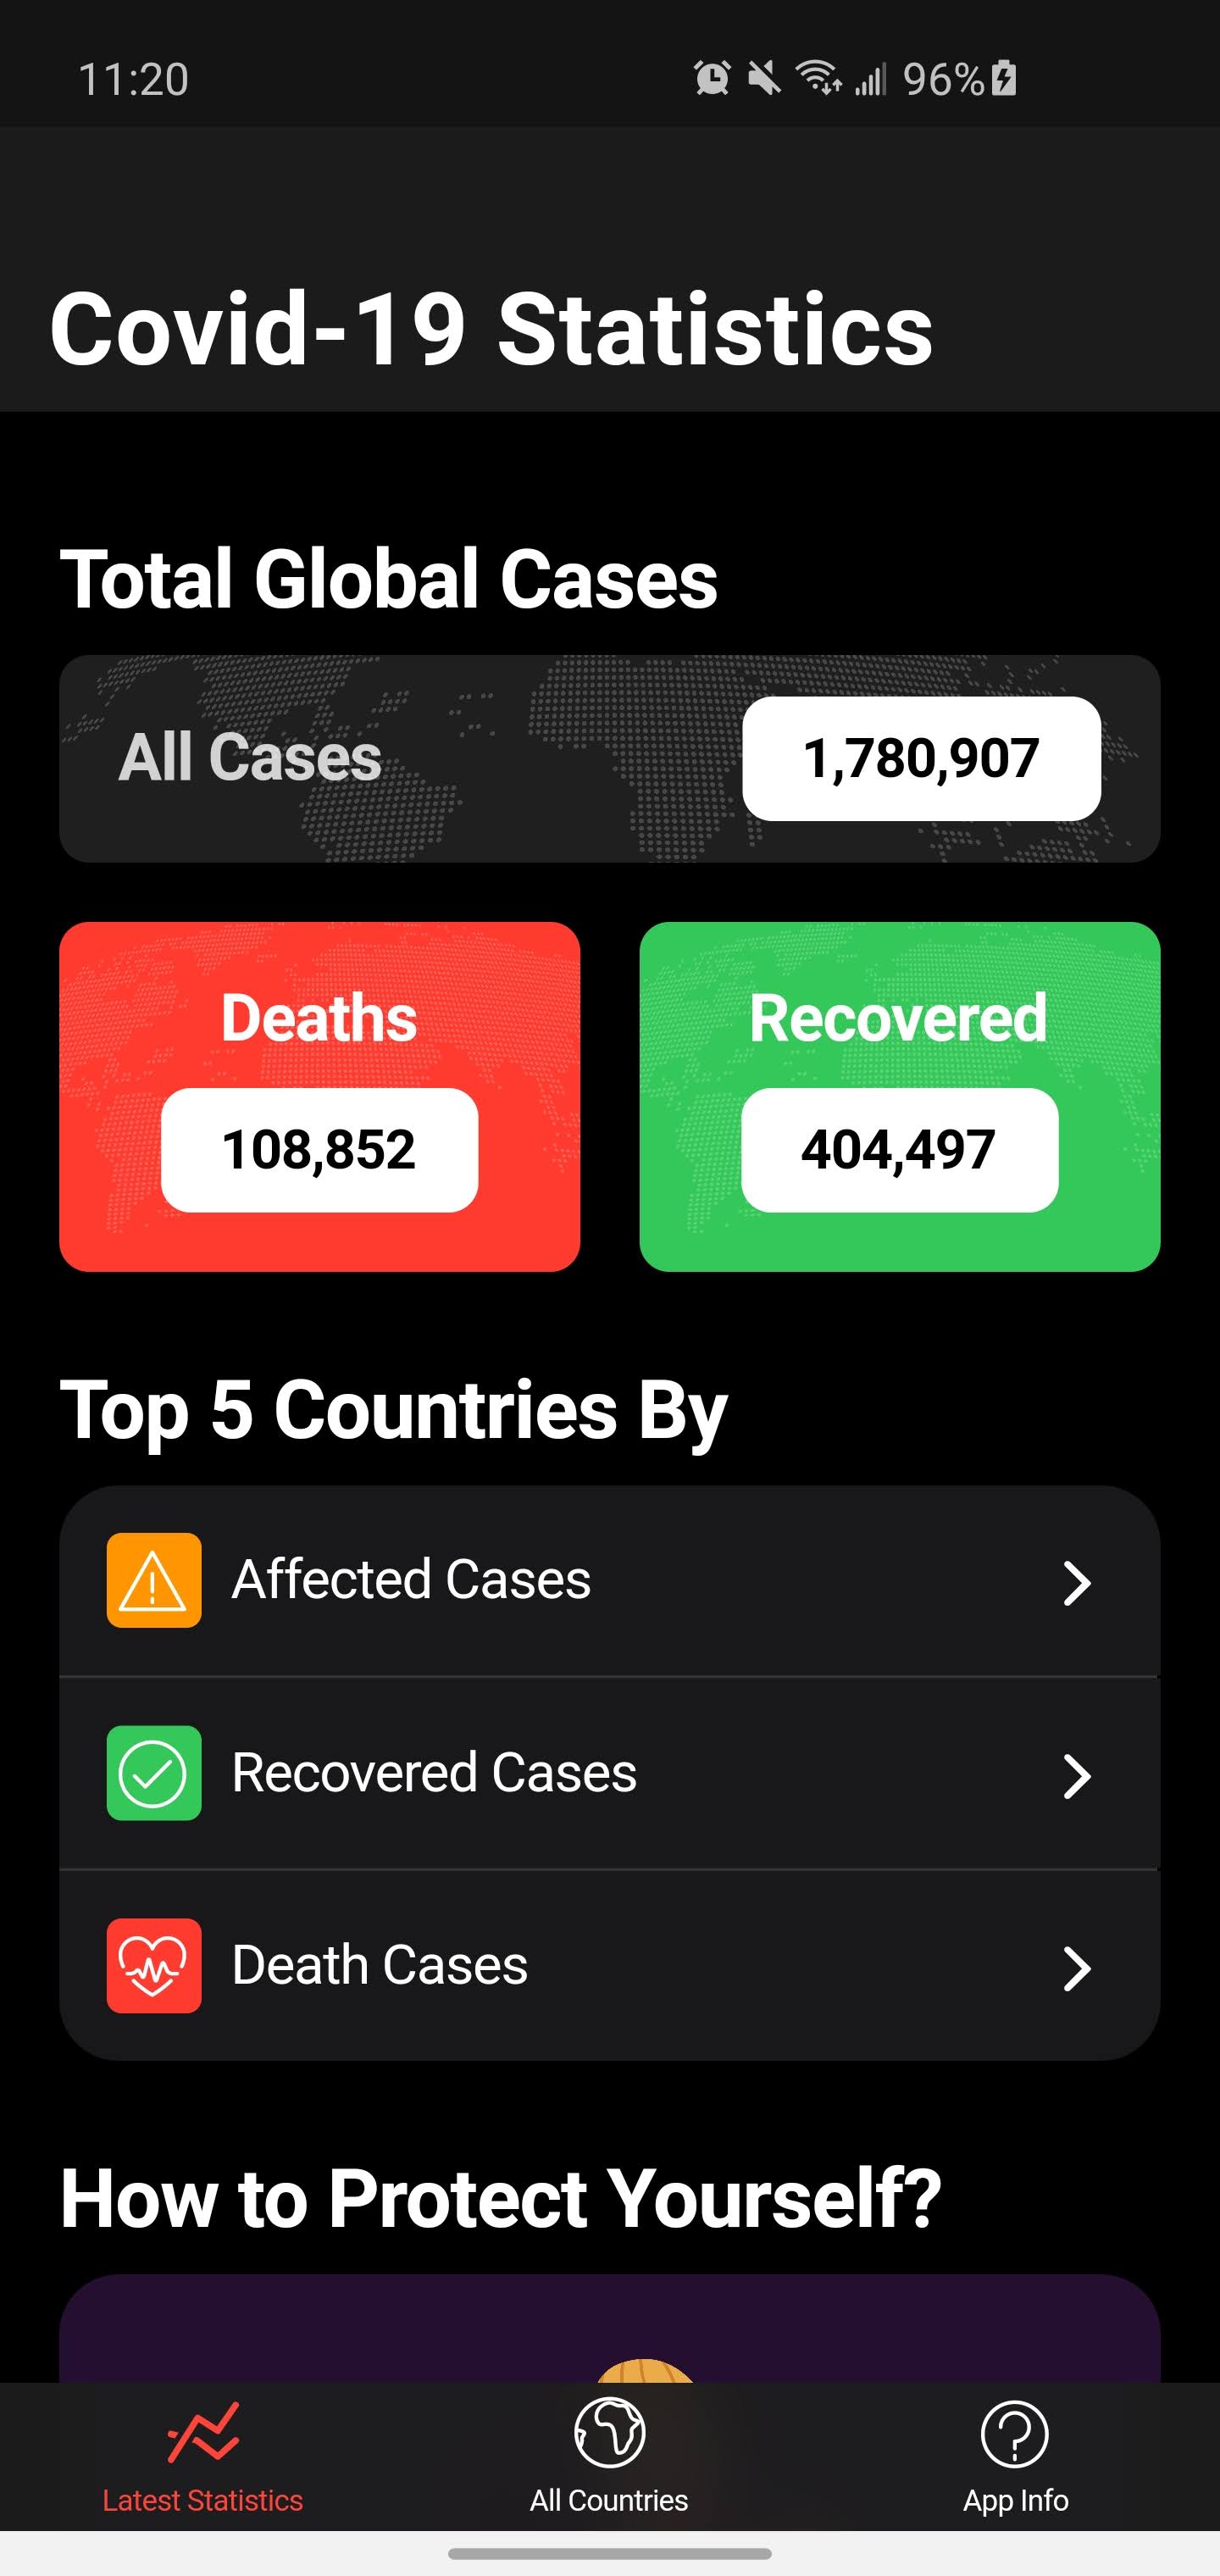 11:20
96%
Covid-19 Statistics
Total Global Cases
All Cases
1,780,907
Deaths
Recovered
108,852
404,497
Top 5 Countries By
Affected Cases
Recovered Cases
Death Cases
How to Protect Yourself?
Latest Statistics
All Countries
App Info